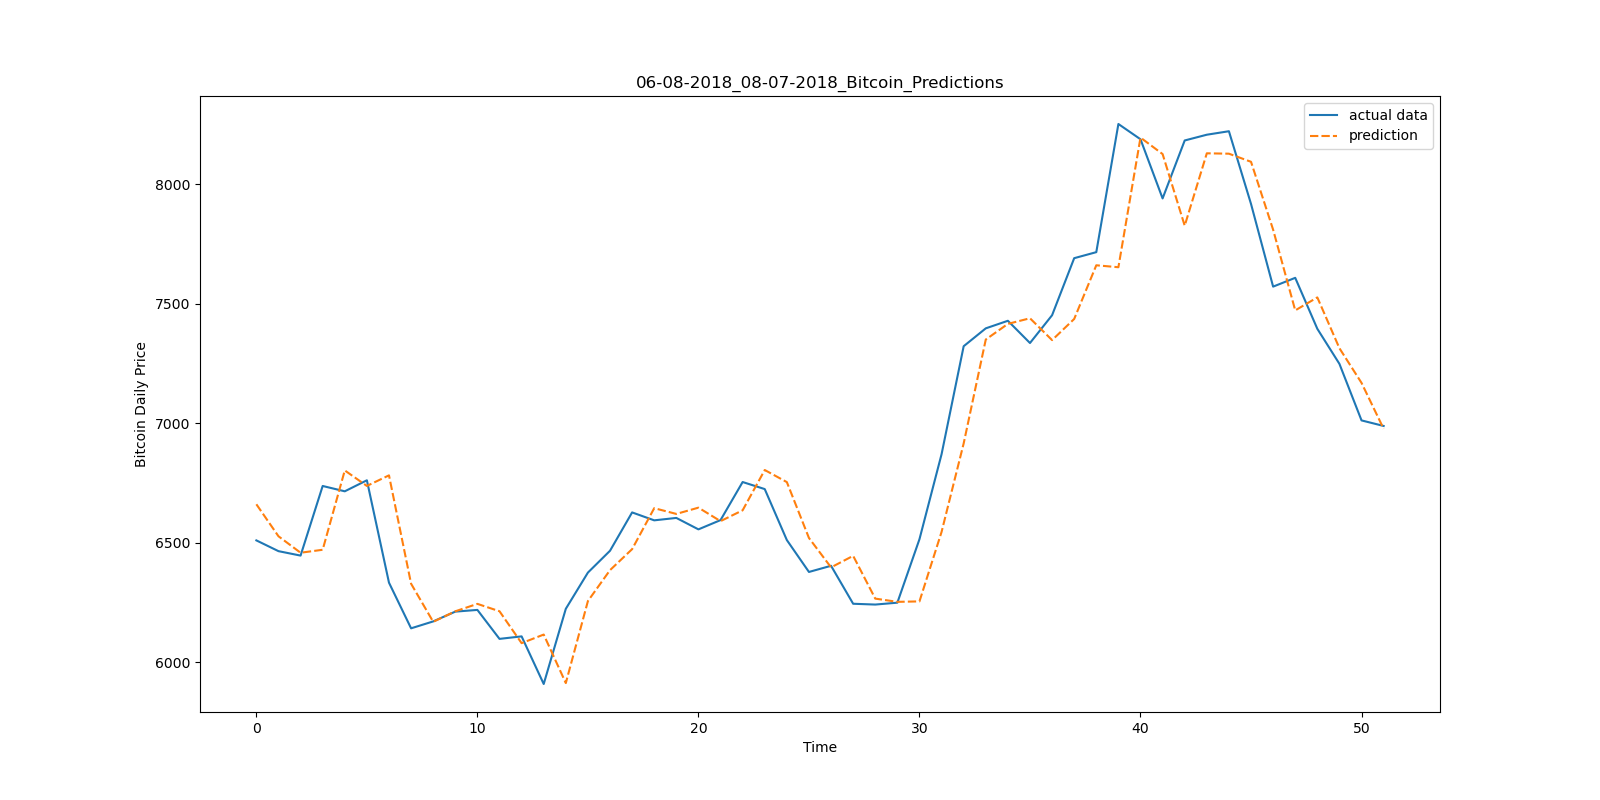 06-08-2018_08-07-2018_Bitcoin_Predictions
actual data
prediction
Bitcoin Daily Price
8000
7500
7000
6500
6000
0 10 20 30 40 50
Time